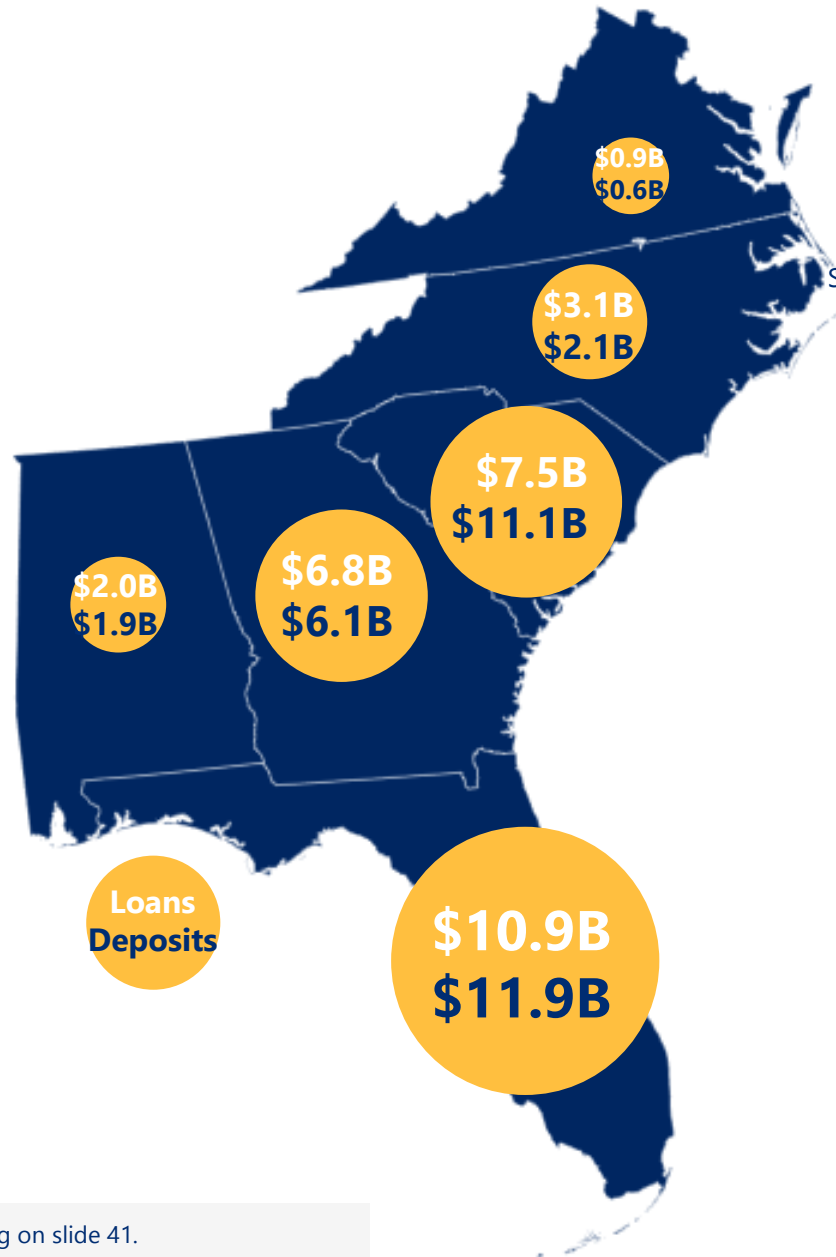 $0.9B
$0.6B
S
$3.1B
$2.1B
$7.5B
$11.1B
$6.8B
$6.1B
$2.0B
$1.9B
Loans
Deposits
$10.9B
$11.9B
g on slide 41.